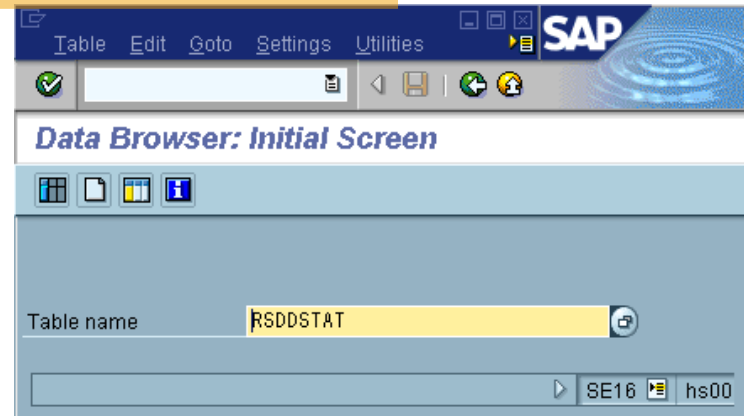 Table Edit Goto Settings Utilities
SAP
Data Browser: Initial Screen
Table name RSDDSTAT
SE16 hs00